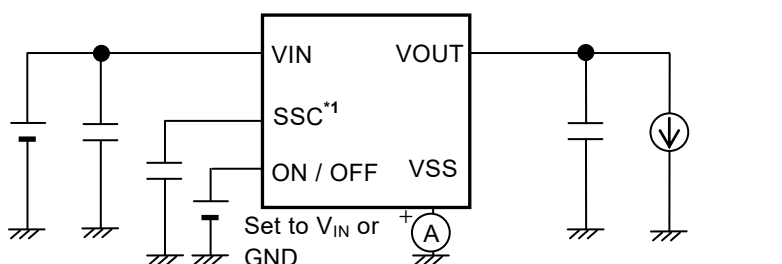 VIN VOUT
SSC*1
ON / OFF VSS
Set to VIN or
GND
+
A